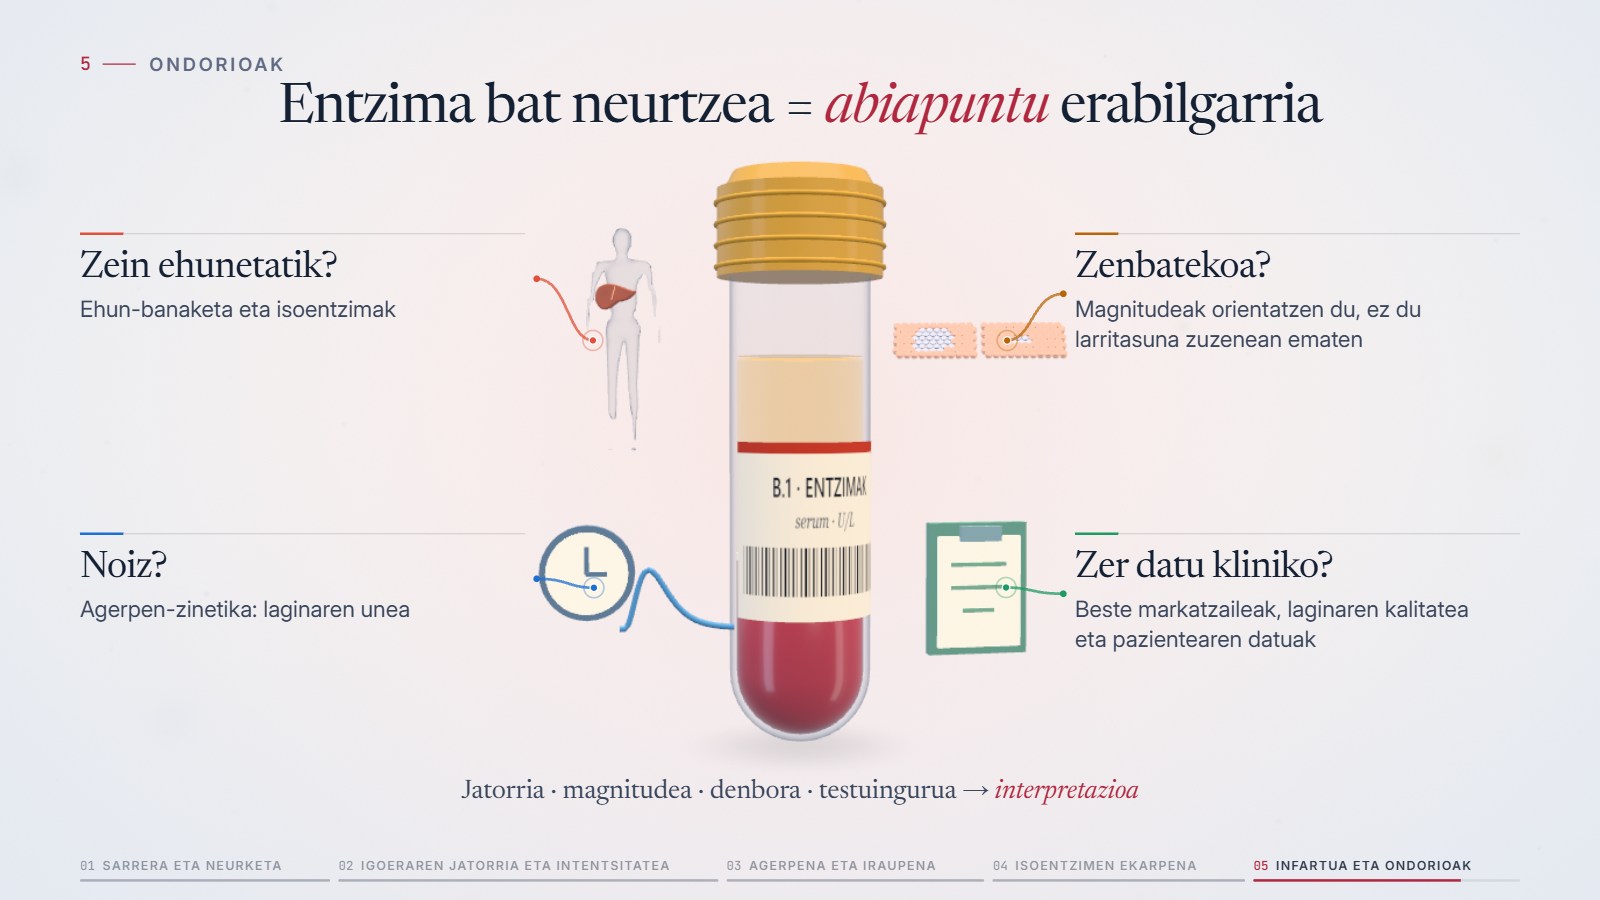 5 — ONDORIOAK
Entzima bat neurtzea = abiapuntu erabilgarria
Zein ehunetatik?
Ehun-banaketa eta isoentzimak
Zenbatekoa?
Magnitudeak orientatzen du, ez du
larritasuna zuzenean ematen
B.1 · ENTZIMAK
serum · U/L
Noiz?
Agerpen-zinetika: laginaren unea
Zer datu kliniko?
Beste markatzaileak, laginaren kalitatea
eta pazientearen datuak
Jatorria · magnitudea · denbora · testuingurua → interpretazioa
01 SARRERA ETA NEURKETA
02 IGOERAREN JATORRIA ETA INTENTSITATEA
03 AGERPENA ETA IRAUPENA
04 ISOENTZIMEN EKARPENA
05 INFARTUA ETA ONDORIOAK